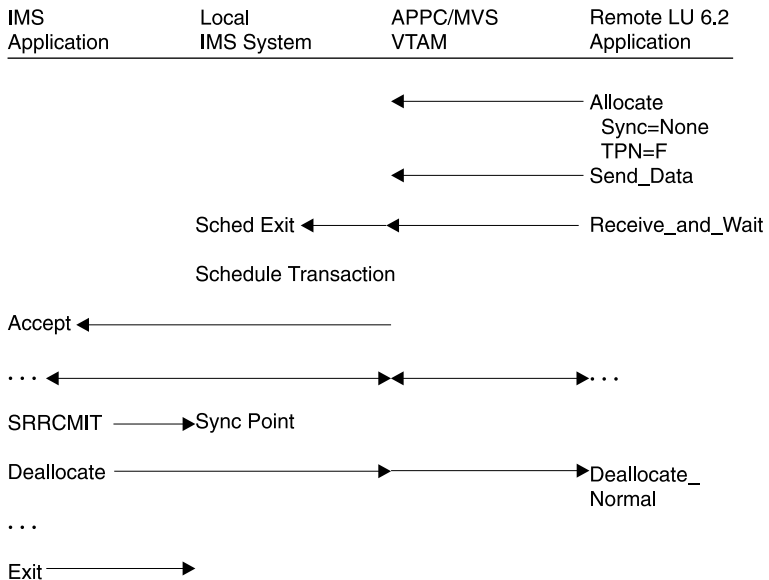 IMS Local APPC/MVS Remote LU 6.2
Application IMS System VTAM Application
Allocate
Sync=None
TPN=F
Send_Data
Sched Exit Receive_and_Wait
Schedule Transaction
Accept
. . . . . .
SRRCMIT Sync Point
Deallocate Deallocate_
Normal
. . .
Exit